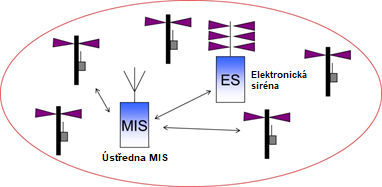 ES
Elektronická
siréna
MIS
Ústředna MIS